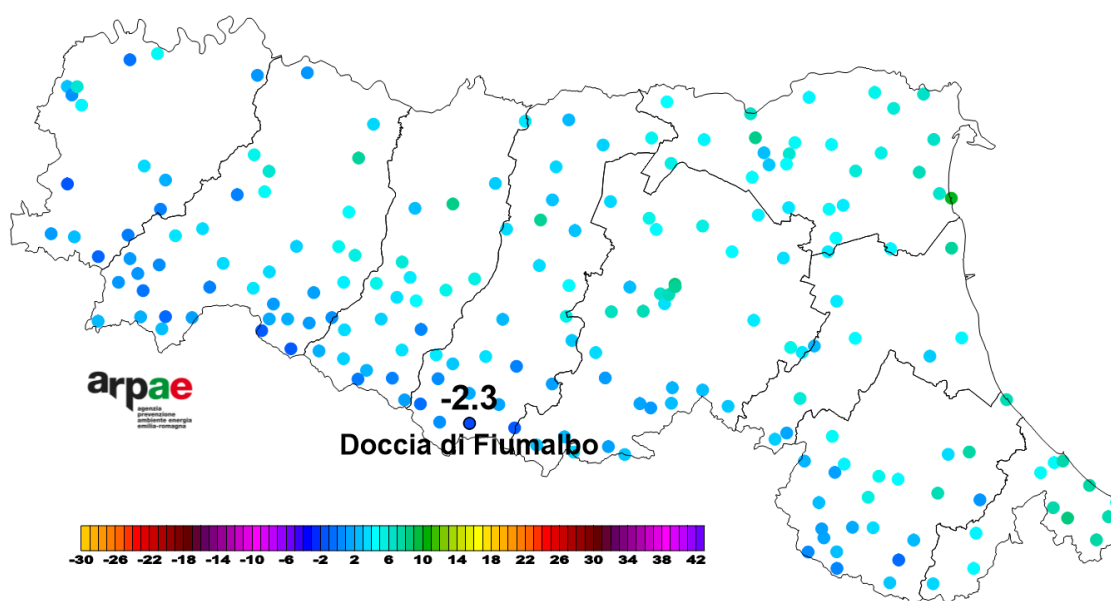 -2.3
Doccia di Fiumalbo
arpae
agenzia
prevenzione
ambiente energia
emilia-romagna
-30 -26 -22 -18 -14 -10 -6 -2 2 6 10 14 18 22 26 30 34 38 42